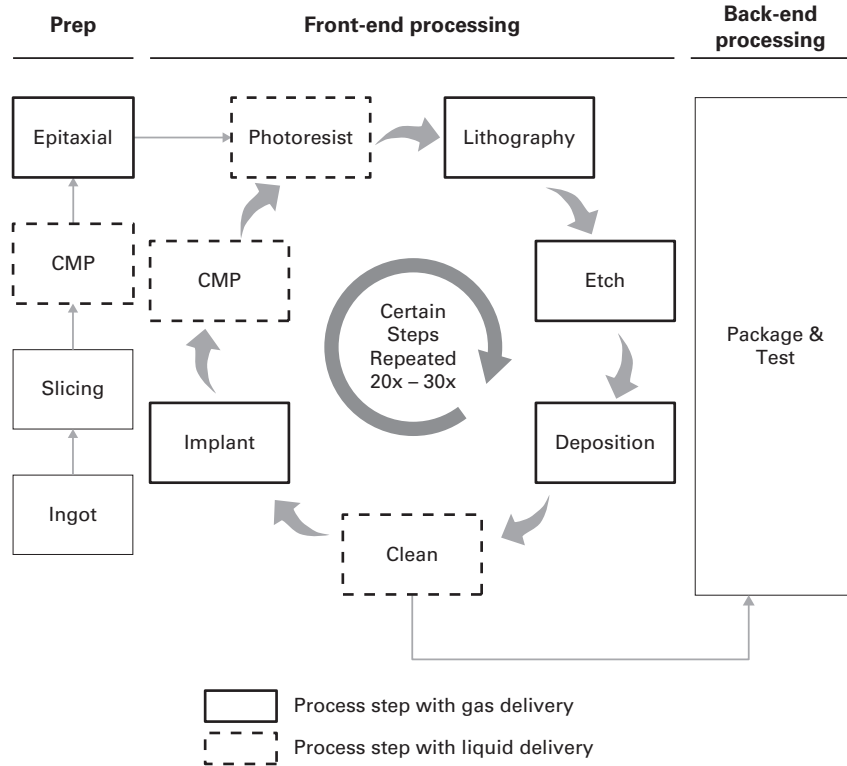 Prep
Front-end processing
Back-end
processing
Epitaxial
Photoresist
Lithography
CMP
CMP
Etch
Certain
Steps
Repeated
20x – 30x
Package &
Test
Slicing
Implant
Deposition
Ingot
Clean
Process step with gas delivery
Process step with liquid delivery